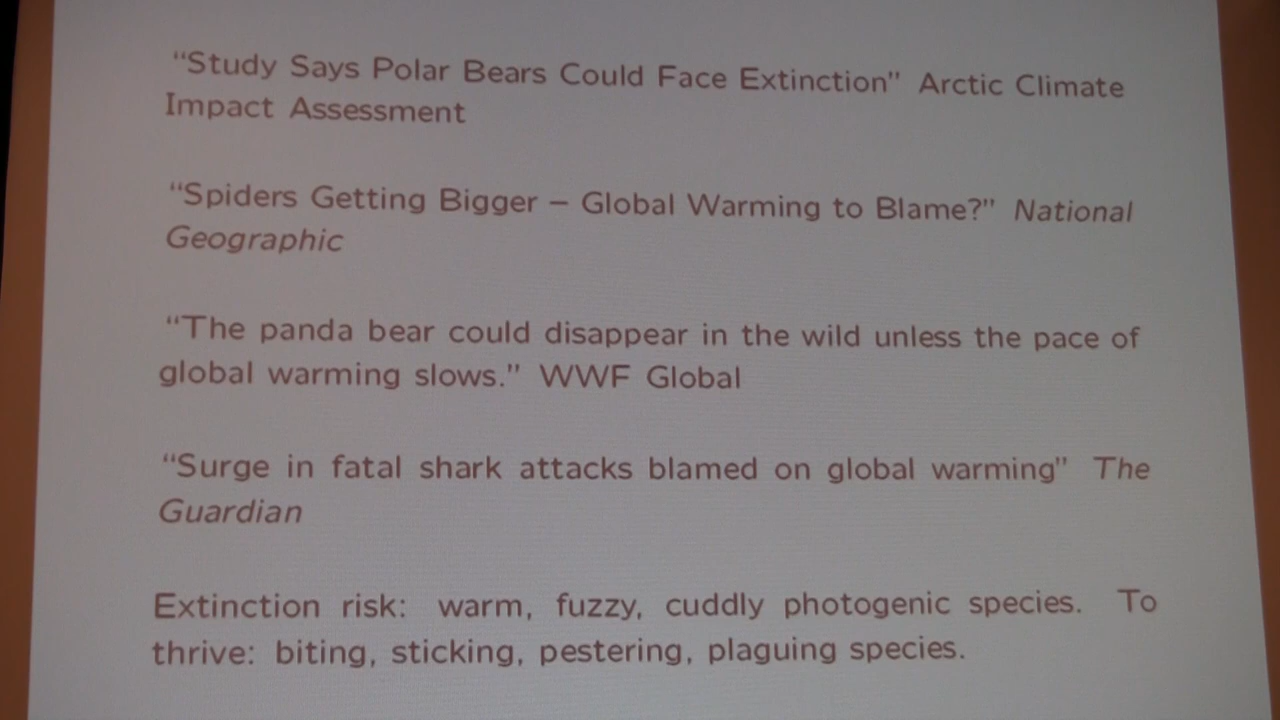 “Study Says Polar Bears Could Face Extinction” Arctic Climate
Impact Assessment
“Spiders Getting Bigger – Global Warming to Blame?” National
Geographic
“The panda bear could disappear in the wild unless the pace of
global warming slows.” WWF Global
“Surge in fatal shark attacks blamed on global warming” The
Guardian
Extinction risk: warm, fuzzy, cuddly photogenic species. To
thrive: biting, sticking, pestering, plaguing species.